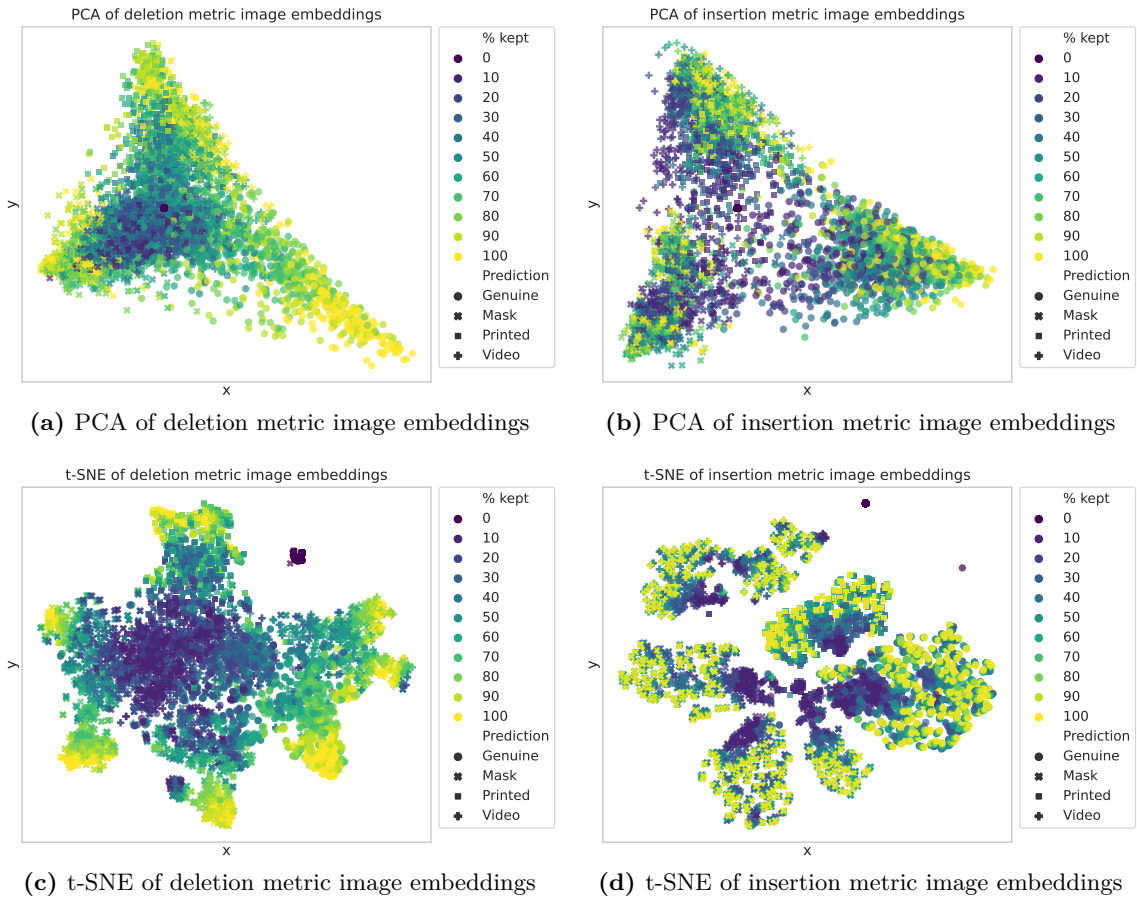 PCA of deletion metric image embeddings
y
x
% kept
0
10
20
30
40
50
60
70
80
90
100
Prediction
Genuine
Mask
Printed
Video
(a) PCA of deletion metric image embeddings
PCA of insertion metric image embeddings
y
x
% kept
0
10
20
30
40
50
60
70
80
90
100
Prediction
Genuine
Mask
Printed
Video
(b) PCA of insertion metric image embeddings
t-SNE of deletion metric image embeddings
y
x
% kept
0
10
20
30
40
50
60
70
80
90
100
Prediction
Genuine
Mask
Printed
Video
(c) t-SNE of deletion metric image embeddings
t-SNE of insertion metric image embeddings
y
x
% kept
0
10
20
30
40
50
60
70
80
90
100
Prediction
Genuine
Mask
Printed
Video
(d) t-SNE of insertion metric image embeddings